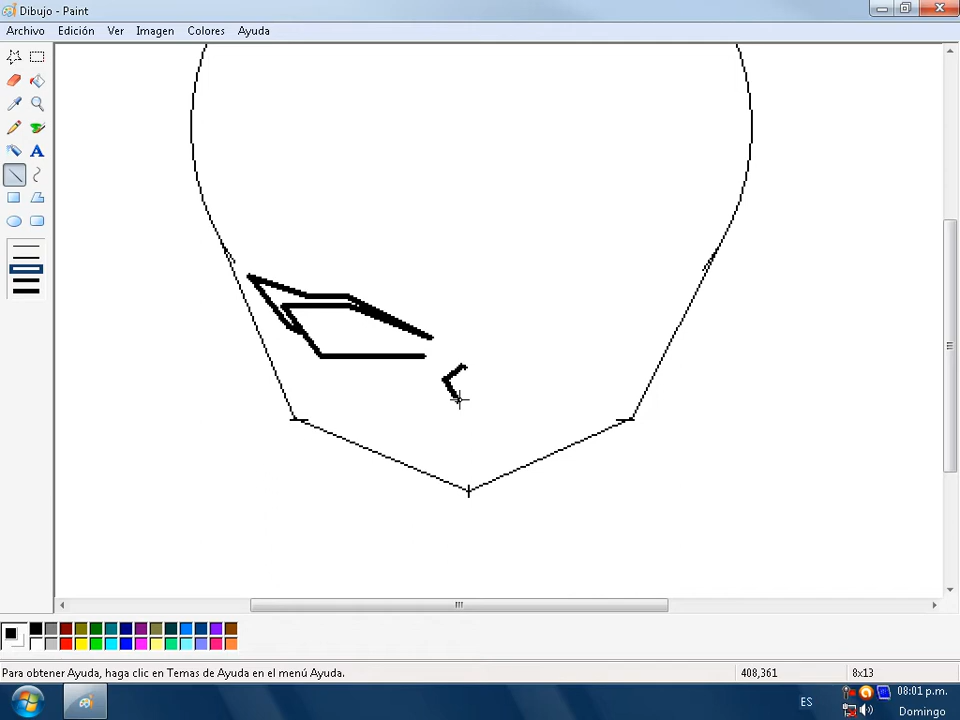 Dibujo - Paint
Archivo Edición Ver Imagen Colores Ayuda
Para obtener Ayuda, haga clic en Temas de Ayuda en el menú Ayuda. 408,361 8x13
ES 08:01 p.m.
Domingo